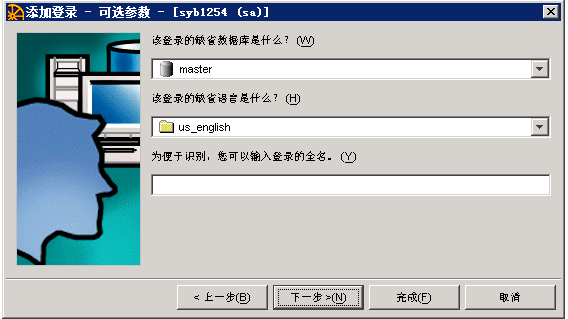 添加登录 - 可选参数 - [syb1254 (sa)]
该登录的缺省数据库是什么? (W)
master
该登录的缺省语言是什么? (H)
us_english
为便于识别，您可以输入登录的全名。(Y)
< 上一步(B) 下一步 >(N) 完成(F) 取消